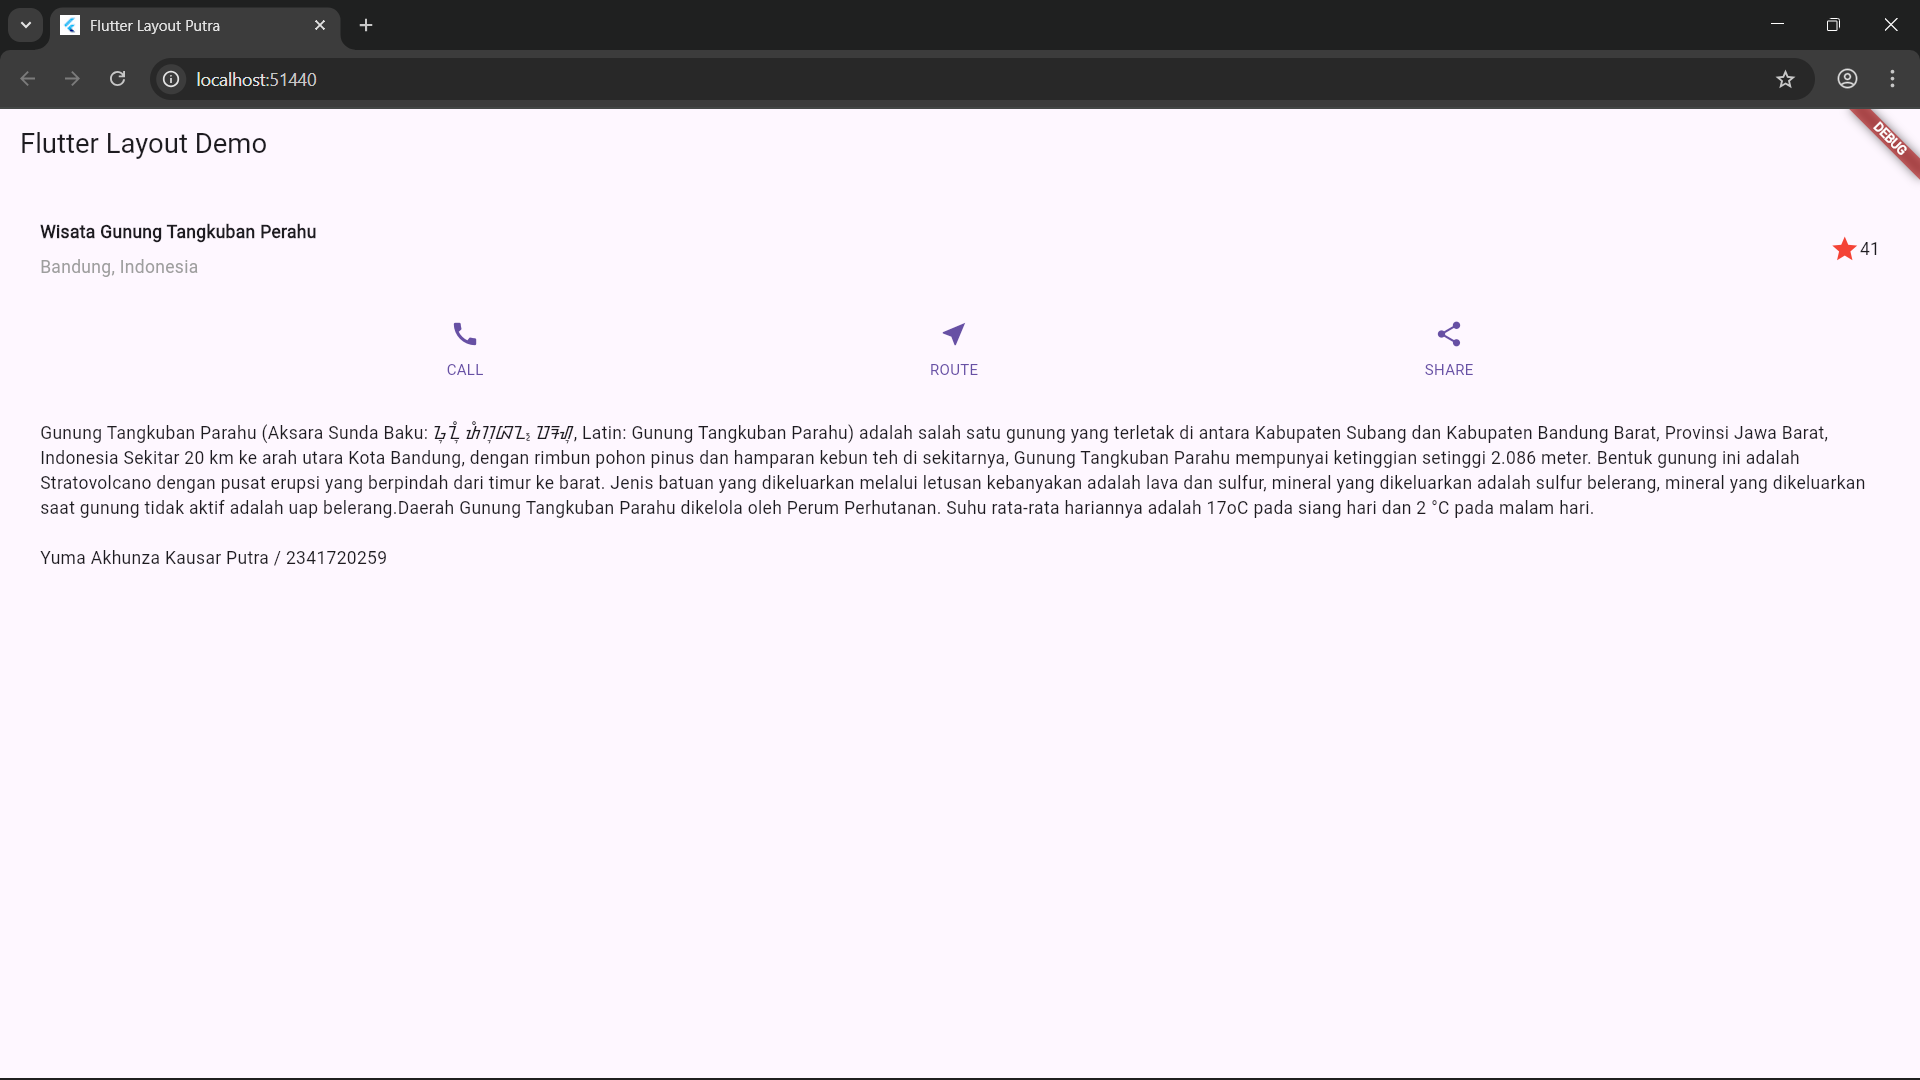 Flutter Layout Putra
localhost:51440
DEBUG
Flutter Layout Demo
Wisata Gunung Tangkuban Perahu
41
Bandung, Indonesia
CALL
ROUTE
SHARE
Gunung Tangkuban Parahu (Aksara Sunda Baku: , Latin: Gunung Tangkuban Parahu) adalah salah satu gunung yang terletak di antara Kabupaten Subang dan Kabupaten Bandung Barat, Provinsi Jawa Barat,
Indonesia Sekitar 20 km ke arah utara Kota Bandung, dengan rimbun pohon pinus dan hamparan kebun teh di sekitarnya, Gunung Tangkuban Parahu mempunyai ketinggian setinggi 2.086 meter. Bentuk gunung ini adalah
Stratovolcano dengan pusat erupsi yang berpindah dari timur ke barat. Jenis batuan yang dikeluarkan melalui letusan kebanyakan adalah lava dan sulfur, mineral yang dikeluarkan adalah sulfur belerang, mineral yang dikeluarkan
saat gunung tidak aktif adalah uap belerang.Daerah Gunung Tangkuban Parahu dikelola oleh Perum Perhutanan. Suhu rata-rata hariannya adalah 17oC pada siang hari dan 2 °C pada malam hari.
Yuma Akhunza Kausar Putra / 2341720259